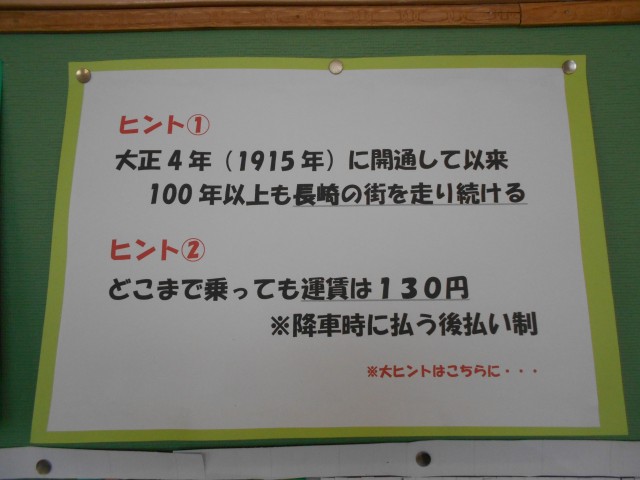 ヒント①
大正4年（1915年）に開通して以来
100年以上も長崎の街を走り続ける
ヒント②
どこまで乗っても運賃は１３０円
※降車時に払う後払い制
※大ヒントはこちらに・・・